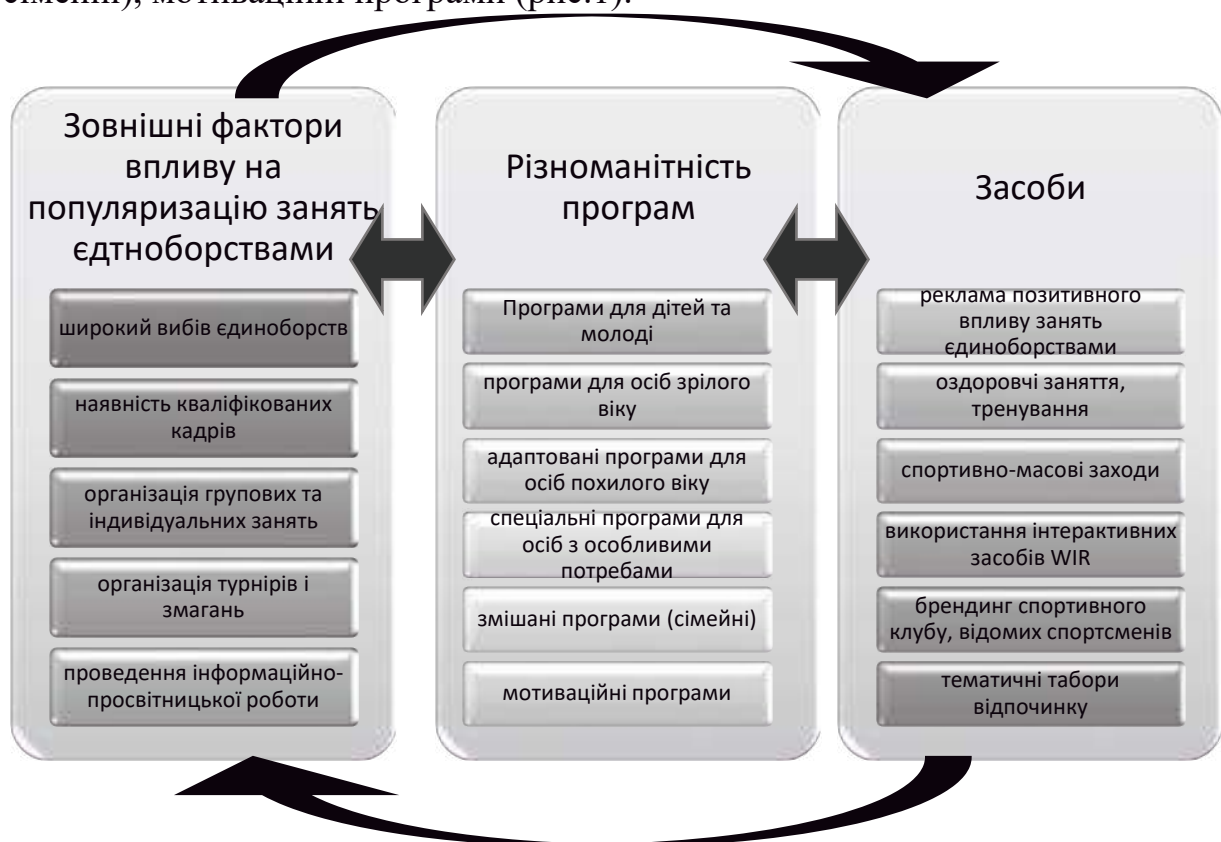 сімейні), мотиваційні програми (рис.1).
Зовнішні фактори
впливу на
популяризацію занять
єдтноборствами
широкий вибів єдиноборств
наявність кваліфікованих
кадрів
організація групових та
індивідуальних занять
організація турнірів і
змагань
проведення інформаційно-
просвітницької роботи
Різноманітність
програм
Програми для дітей та
молоді
програми для осіб зрілого
віку
адаптовані програми для
осіб похилого віку
спеціальні програми для
осіб з особливими
потребами
змішані програми (сімейні)
мотиваційні програми
Засоби
реклама позитивного
впливу занять
єдиноборствами
оздоровчі заняття,
тренування
спортивно-масові заходи
використання інтерактивних
засобів WIR
брендинг спортивного
клубу, відомих спортсменів
тематичні табори
відпочинку